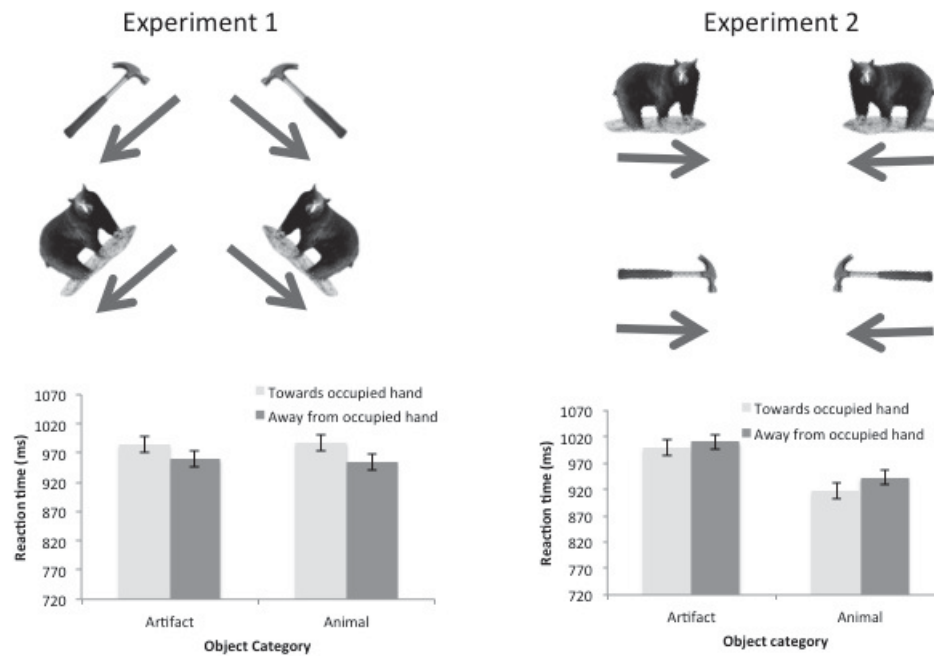 Experiment 1
1070
1020
970
920
870
820
770
720
Reaction time (ms)
Towards occupied hand
Away from occupied hand
Artifact
Animal
Object Category
Experiment 2
1070
1020
970
920
870
820
770
720
Reaction time (ms)
Towards occupied hand
Away from occupied hand
Artifact
Animal
Object category